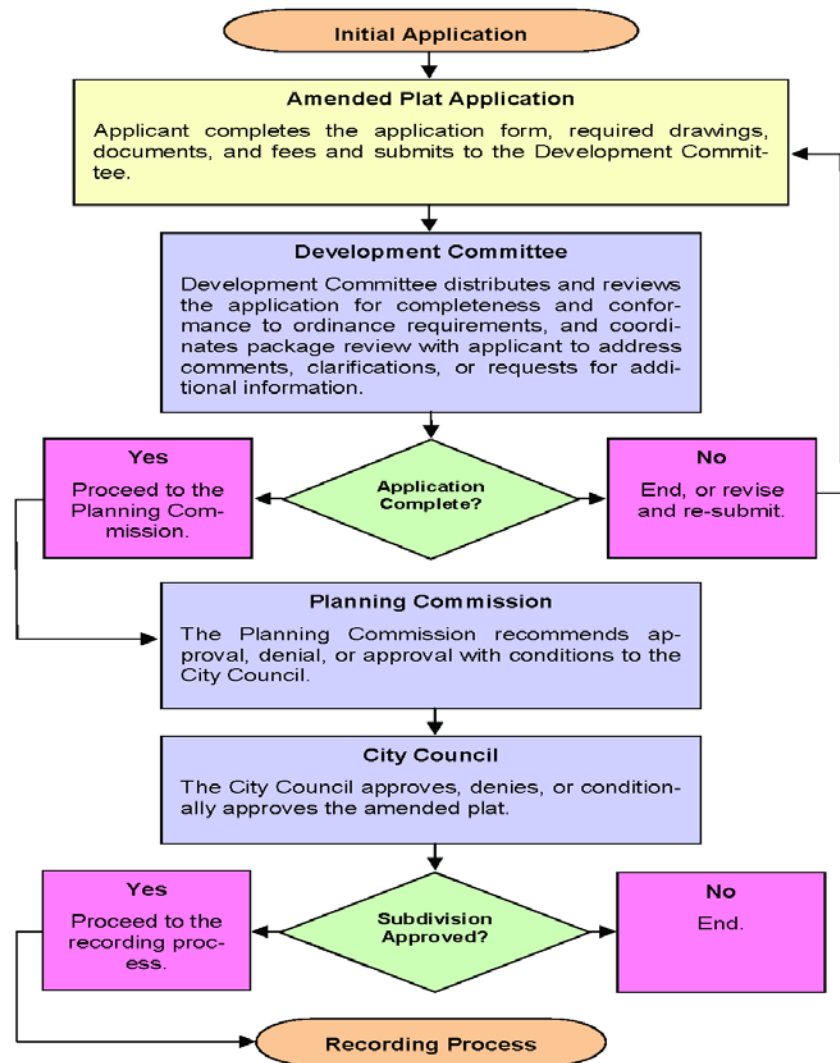 Initial Application
Amended Plat Application
Applicant completes the application form, required drawings,
documents, and fees and submits to the Development Commit-
tee.
Development Committee
Development Committee distributes and reviews
the application for completeness and confor-
mance to ordinance requirements, and coordi-
nates package review with applicant to address
comments, clarifications, or requests for addi-
tional information.
Yes
Proceed to the
Planning Com-
mission.
Application
Complete?
No
End, or revise
and re-submit.
Planning Commission
The Planning Commission recommends ap-
proval, denial, or approval with conditions to the
City Council.
City Council
The City Council approves, denies, or condition-
ally approves the amended plat.
Yes
Proceed to the
recording proc-
ess.
Subdivision
Approved?
No
End.
Recording Process